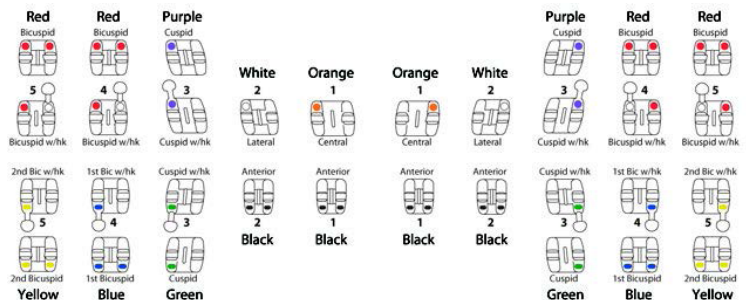 Red Red Purple Purple Red Red
Bicuspid Bicuspid Cuspid Cuspid Bicuspid Bicuspid
White Orange Orange White
5 4 3 2 1 1 2 3 4 5
Bicuspid w/hk Bicuspid w/hk Cuspid w/hk Lateral Central Central Lateral Cuspid w/hk Bicuspid w/hk Bicuspid w/hk
2nd Bic w/hk 1st Bic w/hk Cuspid w/hk Anterior Anterior Anterior Anterior Cuspid w/hk 1st Bic w/hk 2nd Bic w/hk
5 4 3 2 1 1 2 3 4 5
Black Black Black Black
2nd Bicuspid 1st Bicuspid Cuspid Cuspid 1st Bicuspid 2nd Bicuspid
Yellow Blue Green Green Blue Yellow